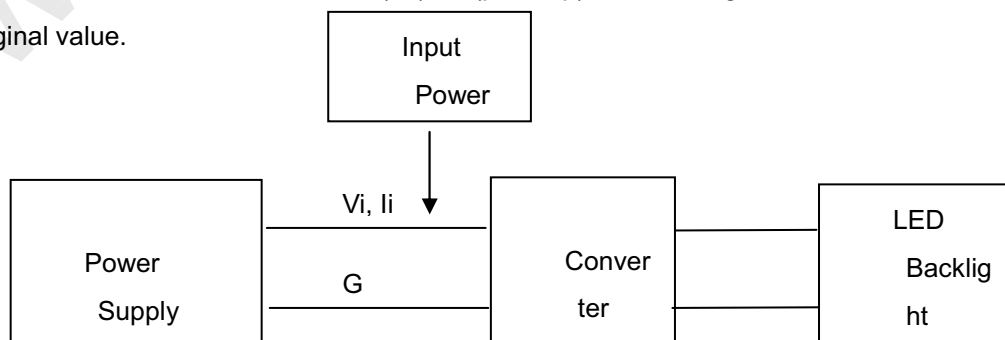 ginal value.
Input
Power
Vi, Ii
Power
Supply
G
Conver
ter
LED
Backlig
ht